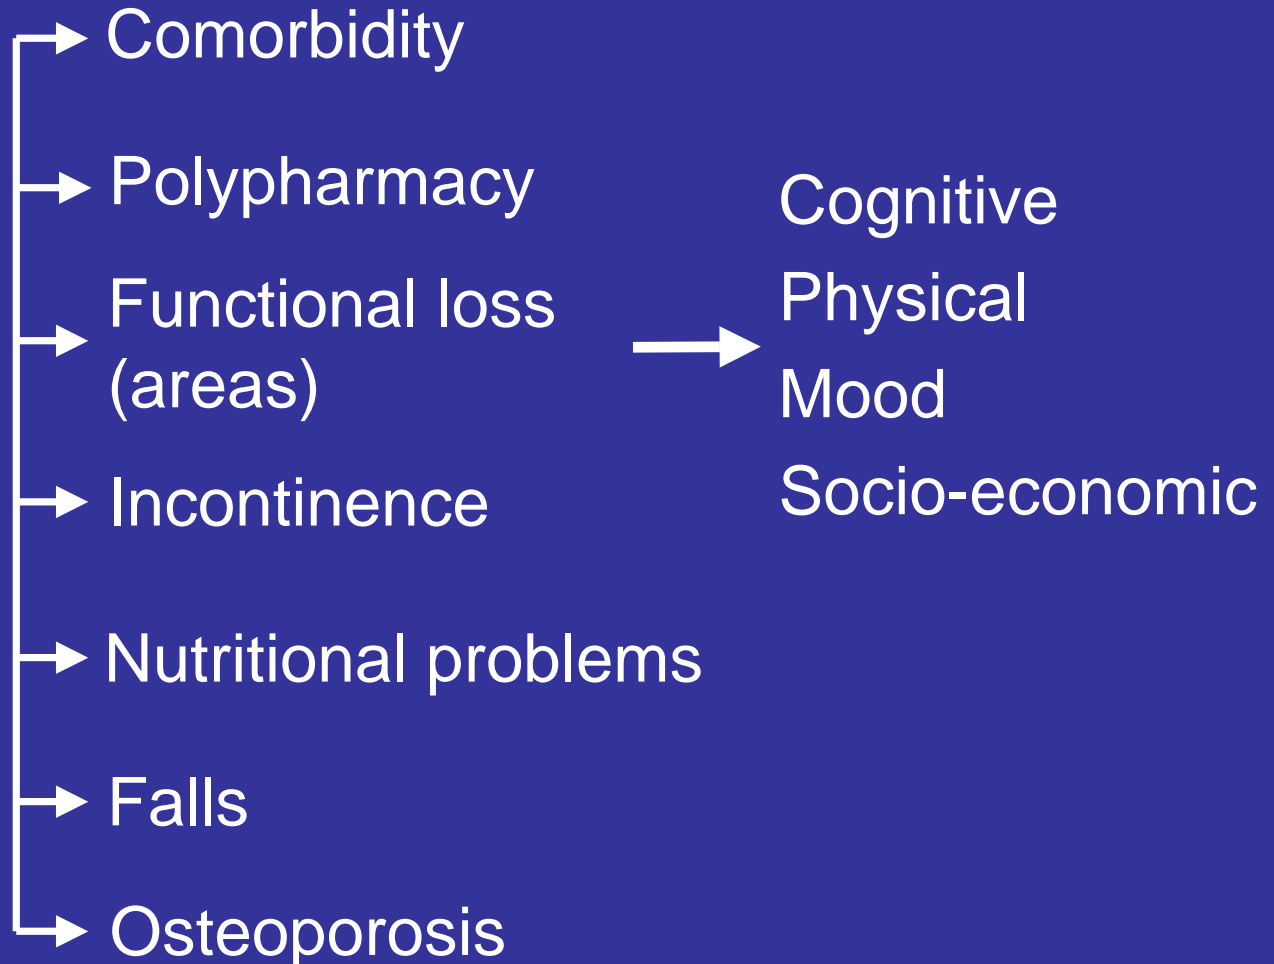 Comorbidity
Polypharmacy
Functional loss
(areas)
Incontinence
Nutritional problems
Falls
Osteoporosis
Cognitive
Physical
Mood
Socio-economic